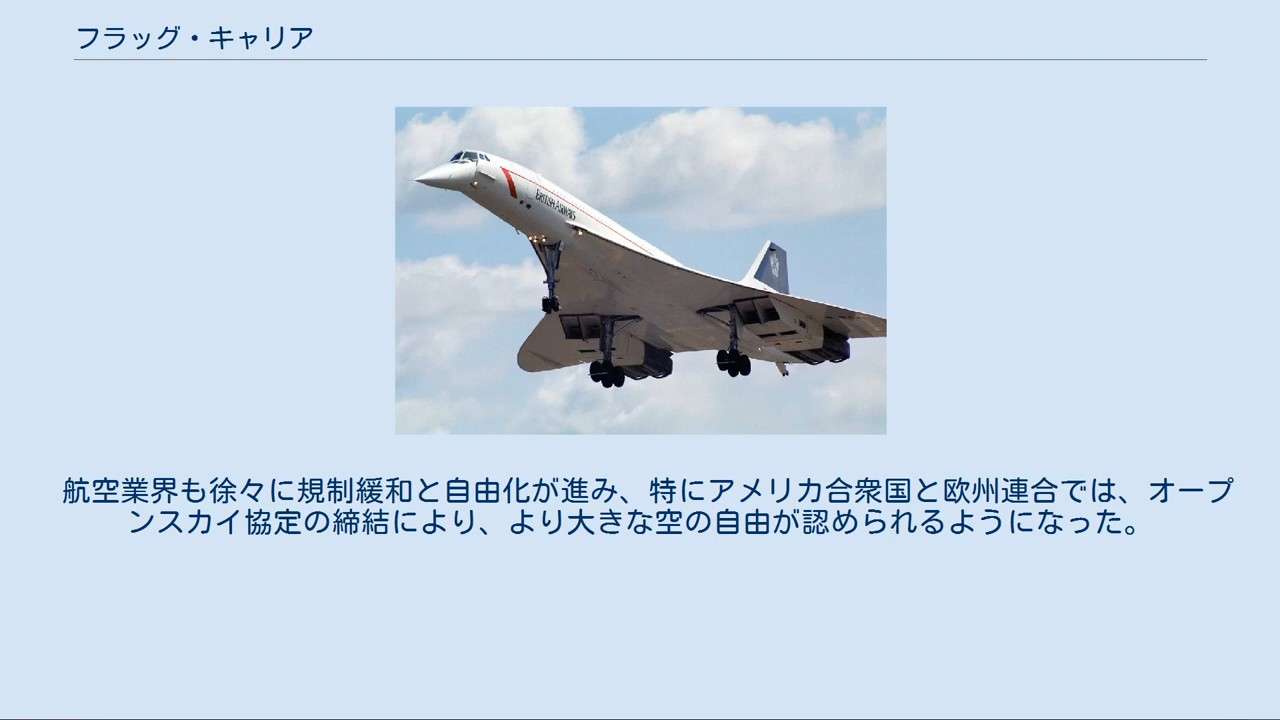 フラッグ・キャリア
BRITISH AIRWAYS
航空業界も徐々に規制緩和と自由化が進み、特にアメリカ合衆国と欧州連合では、オープ
ンスカイ協定の締結により、より大きな空の自由が認められるようになった。